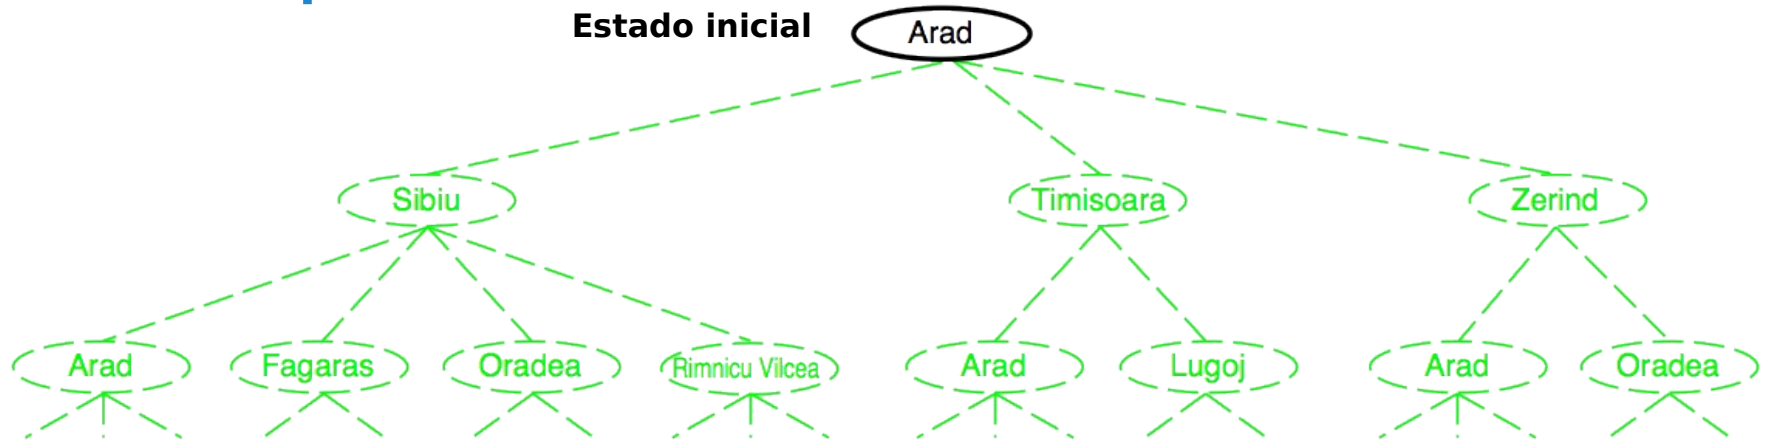 Estado inicial
Arad
Sibiu
Timisoara
Zerind
Arad
Fagaras
Oradea
Rimnicu Vilcea
Arad
Lugoj
Arad
Oradea